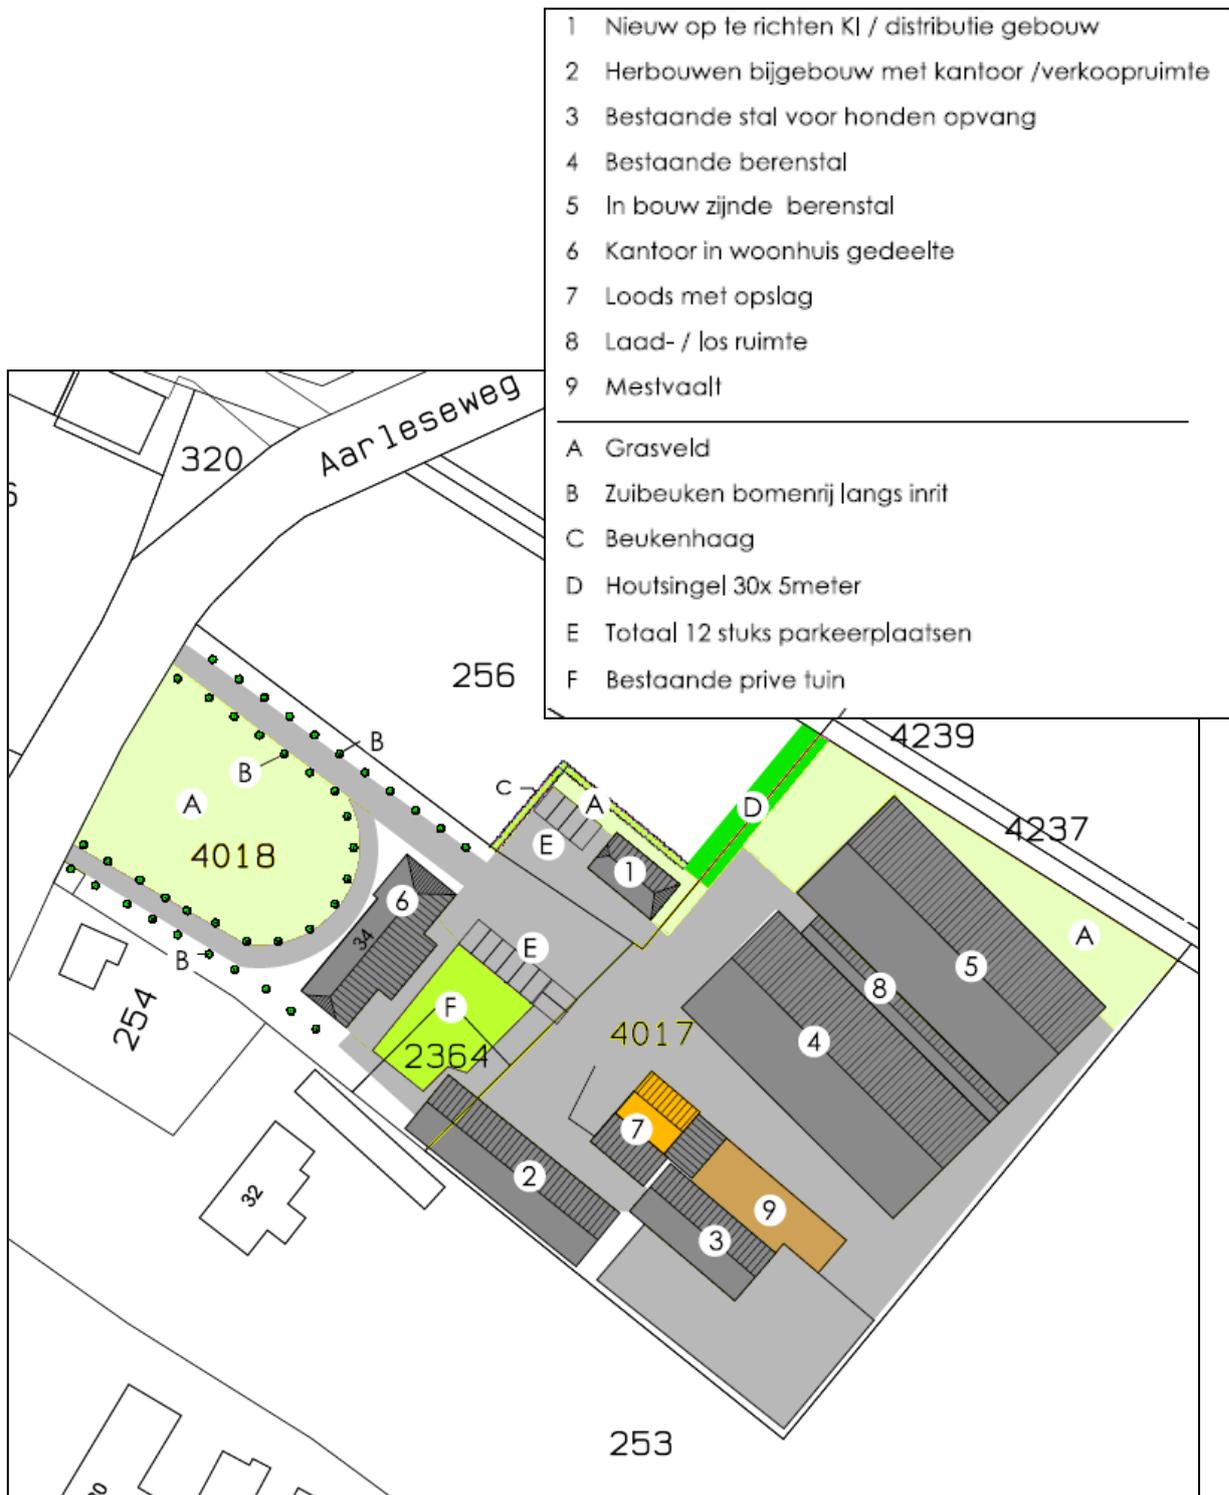 1 Nieuw op te richten KI / distributie gebouw
2 Herbouwen bijgebouw met kantoor /verkoopruimte
3 Bestaande stal voor honden opvang
4 Bestaande berenstal
5 In bouw zijnde berenstal
6 Kantoor in woonhuis gedeelte
7 Loods met opslag
8 Laad- / los ruimte
9 Mestvaalt
A Grasveld
B Zuibeuken bomenrij langs inrit
C Beukenhaag
D Houtsingel 30x 5meter
E Totaal 12 stuks parkeerplaatsen
F Bestaande prive tuin
Aarleseweg
320
256
4239
B
B
C
A
D
A
4237
E
4018
1
6
34
E
A
5
B
8
F
254
4017
4
2364
7
2
32
9
3
253